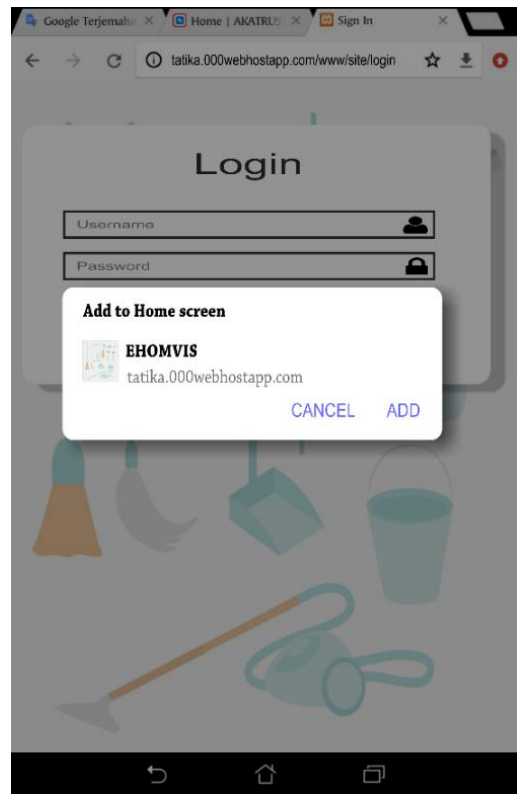 Google Terjemaha
Home | AKATRUS
Sign In
tatika.000webhostapp.com/www/site/login
Login
Username
Password
Add to Home screen
EHOMVIS
tatika.000webhostapp.com
CANCEL ADD